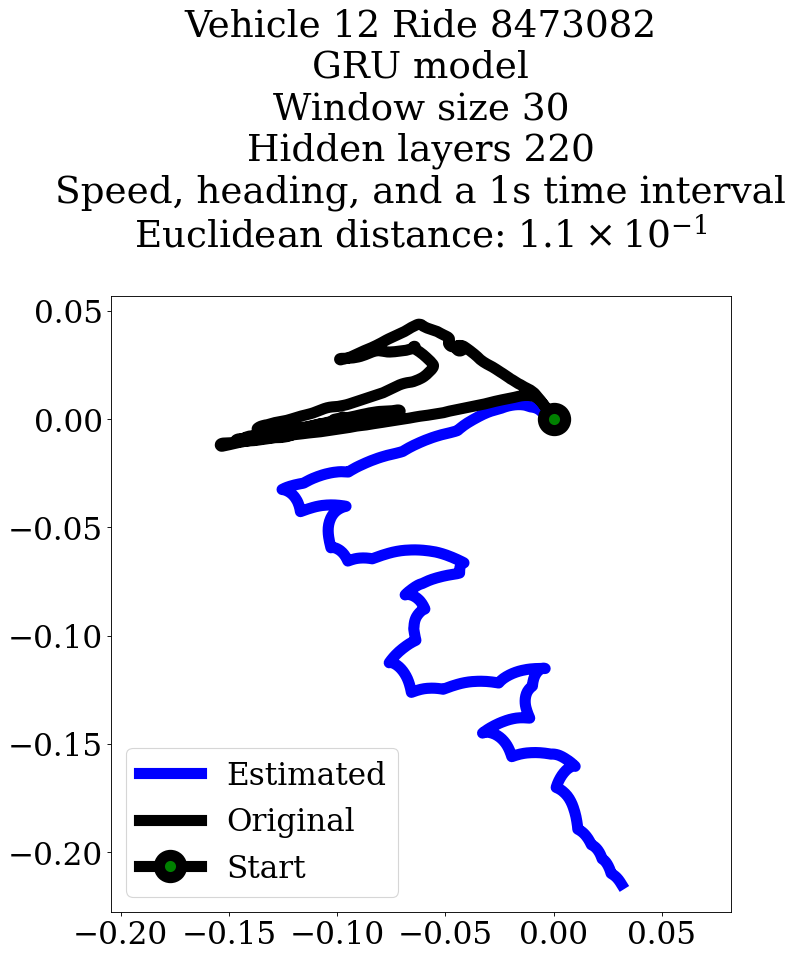 Vehicle 12 Ride 8473082
GRU model
Window size 30
Hidden layers 220
Speed, heading, and a 1s time interval
Euclidean distance: 1.1 × 10⁻¹
0.05
0.00
−0.05
−0.10
−0.15
−0.20
Estimated
Original
Start
−0.20 −0.15 −0.10 −0.05 0.00 0.05